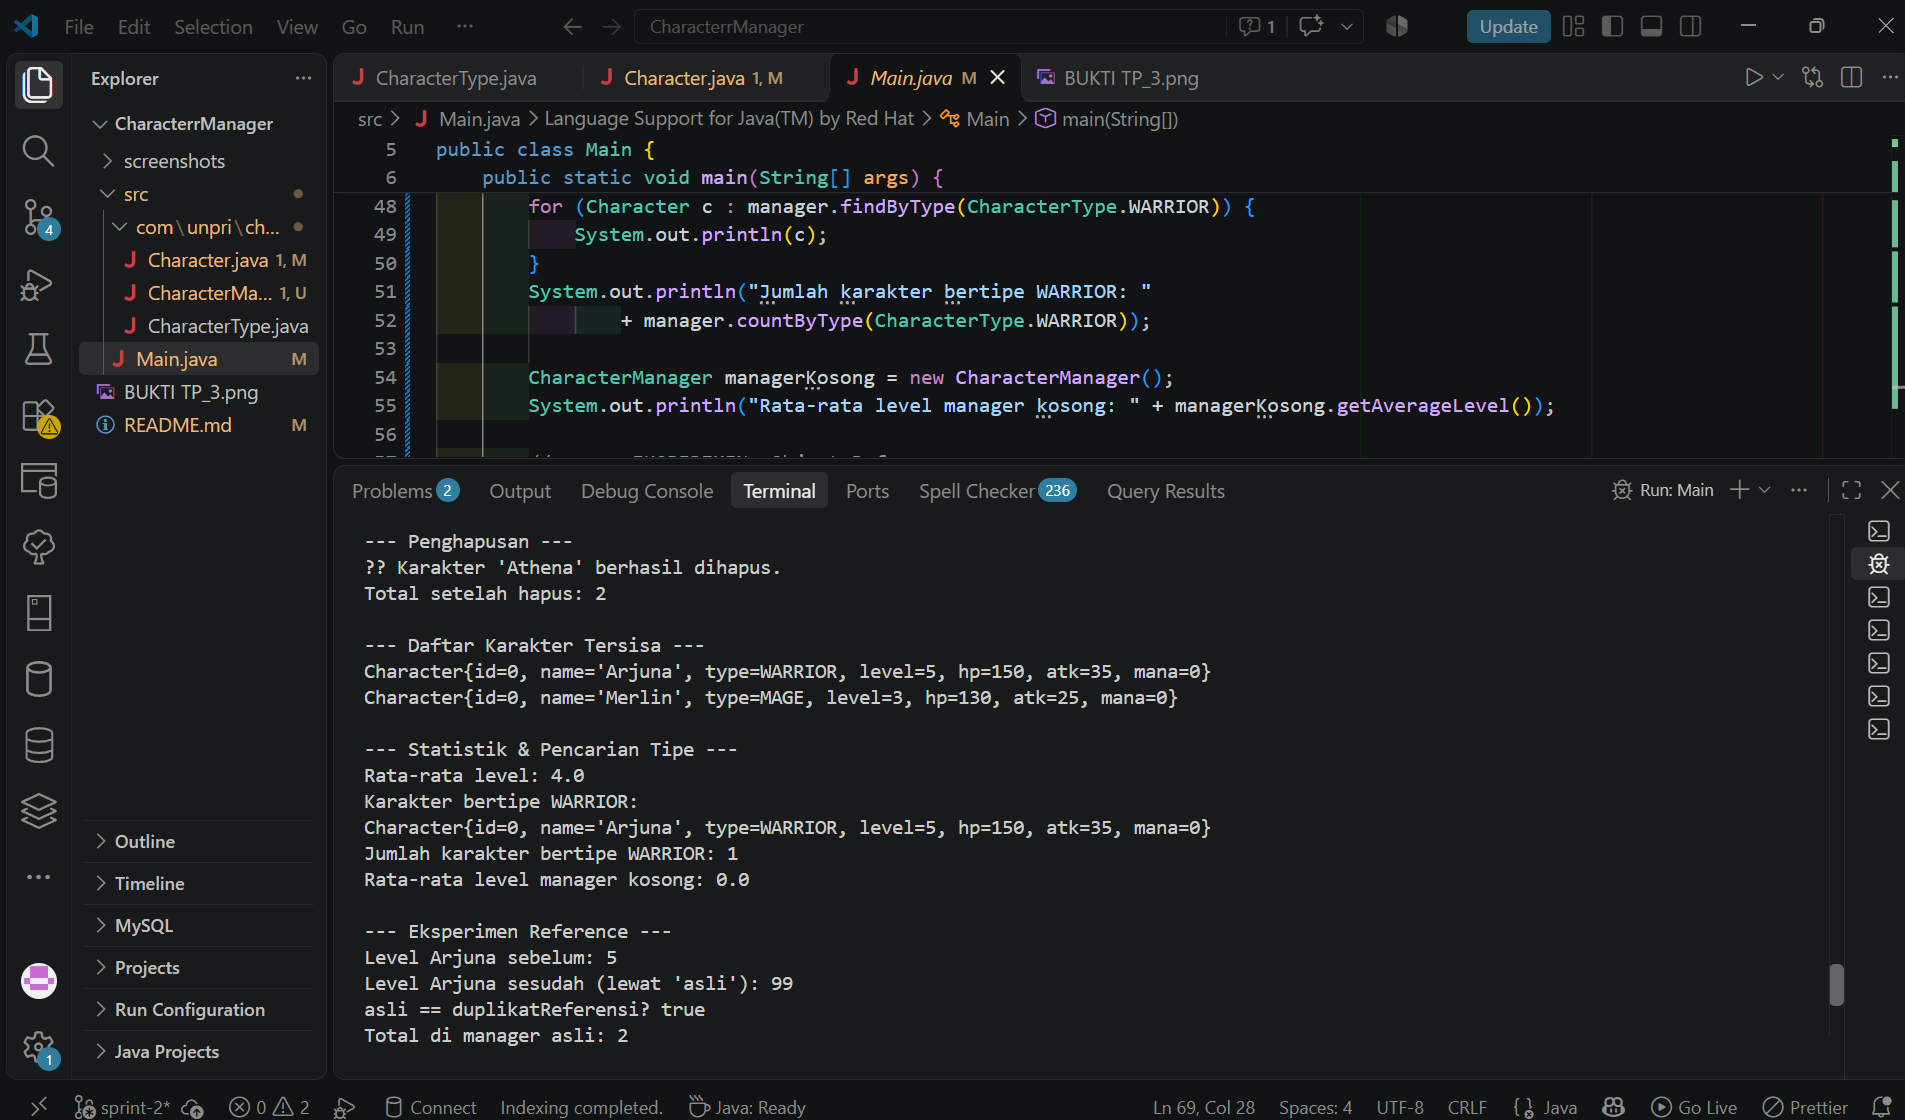 File Edit Selection View Go Run ··· CharacterrManager 1 Update
Explorer ···
CharacterrManager
screenshots
src
com\unpri\ch...
Character.java 1, M
CharacterMa... 1, U
CharacterType.java
Main.java M
BUKTI TP_3.png
README.md M
Outline
Timeline
MySQL
Projects
Run Configuration
Java Projects
4
1
CharacterType.java Character.java 1, M Main.java M BUKTI TP_3.png
src > Main.java > Language Support for Java(TM) by Red Hat > Main > main(String[])
5 public class Main {
6 public static void main(String[] args) {
48 for (Character c : manager.findByType(CharacterType.WARRIOR)) {
49 System.out.println(c);
50 }
51 System.out.println("Jumlah karakter bertipe WARRIOR: "
52 + manager.countByType(CharacterType.WARRIOR));
53
54 CharacterManager managerKosong = new CharacterManager();
55 System.out.println("Rata-rata level manager kosong: " + managerKosong.getAverageLevel());
56
Problems 2 Output Debug Console Terminal Ports Spell Checker 236 Query Results Run: Main
--- Penghapusan ---
?? Karakter 'Athena' berhasil dihapus.
Total setelah hapus: 2
--- Daftar Karakter Tersisa ---
Character{id=0, name='Arjuna', type=WARRIOR, level=5, hp=150, atk=35, mana=0}
Character{id=0, name='Merlin', type=MAGE, level=3, hp=130, atk=25, mana=0}
--- Statistik & Pencarian Tipe ---
Rata-rata level: 4.0
Karakter bertipe WARRIOR:
Character{id=0, name='Arjuna', type=WARRIOR, level=5, hp=150, atk=35, mana=0}
Jumlah karakter bertipe WARRIOR: 1
Rata-rata level manager kosong: 0.0
--- Eksperimen Reference ---
Level Arjuna sebelum: 5
Level Arjuna sesudah (lewat 'asli'): 99
asli == duplikatReferensi? true
Total di manager asli: 2
sprint-2* 0 2 Connect Indexing completed. Java: Ready Ln 69, Col 28 Spaces: 4 UTF-8 CRLF {} Java Go Live Prettier